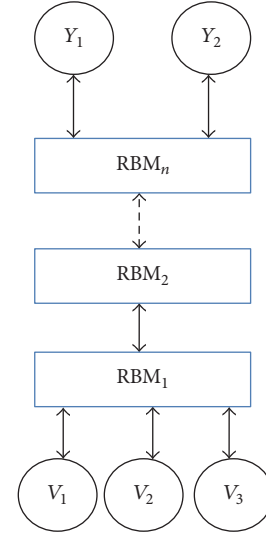 Y₁ Y₂
RBMₙ
RBM₂
RBM₁
V₁ V₂ V₃